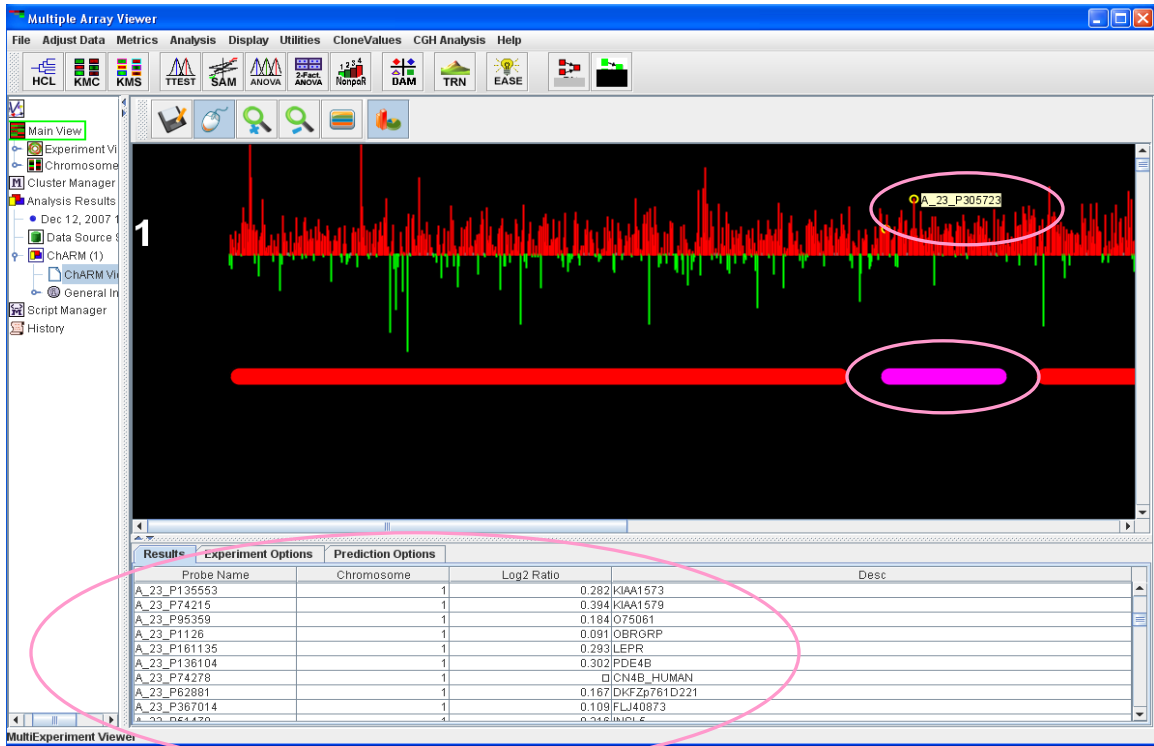 Multiple Array Viewer
File Adjust Data Metrics Analysis Display Utilities CloneValues CGH Analysis Help
HCL KMC KMS TTEST SAM ANOVA 2-Fact. ANOVA 1 2 3 4 NonpaR DAM TRN EASE
Main View
Experiment Vi
Chromosome
M Cluster Manager
Analysis Results
Dec 12, 2007 1
Data Source S
ChARM (1)
ChARM Vi
General In
Script Manager
History
A_23_P305723
1
Results Experiment Options Prediction Options
Probe Name Chromosome Log2 Ratio Desc
A_23_P135553 1 0.282 KIAA1573
A_23_P74215 1 0.394 KIAA1579
A_23_P95359 1 0.184 O75061
A_23_P1126 1 0.091 OBRGRP
A_23_P161135 1 0.293 LEPR
A_23_P136104 1 0.302 PDE4B
A_23_P74278 1 CN4B_HUMAN
A_23_P62881 1 0.167 DKFZp761D221
A_23_P367014 1 0.109 FLJ40873
MultiExperiment Viewer